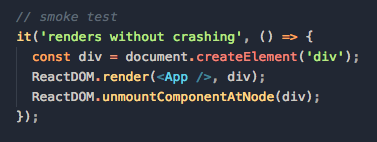 // smoke test
it('renders without crashing', () => {
  const div = document.createElement('div');
  ReactDOM.render(<App />, div);
  ReactDOM.unmountComponentAtNode(div);
});